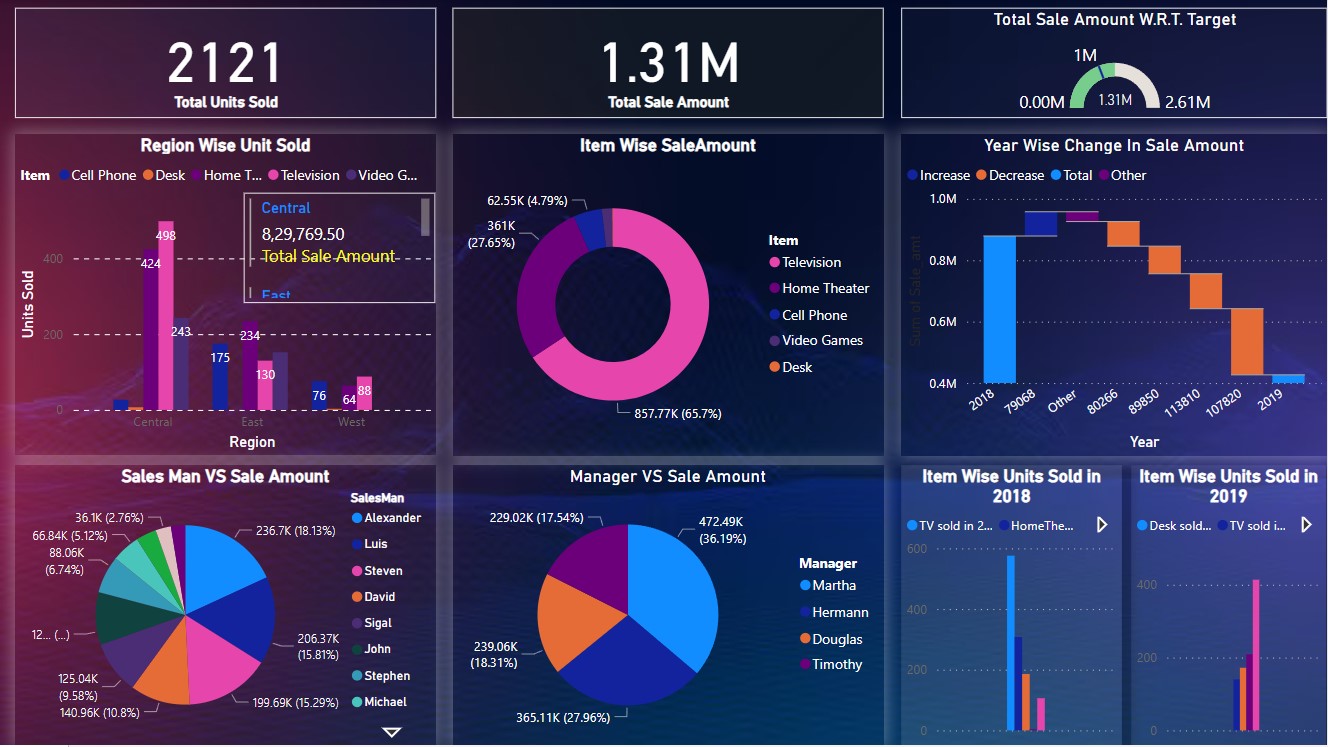 2121
Total Units Sold
1.31M
Total Sale Amount
Total Sale Amount W.R.T. Target
1M
0.00M
1.31M
2.61M
Region Wise Unit Sold
Item Cell Phone Desk Home T... Television Video G...
Central
8,29,769.50
Total Sale Amount
East
Units Sold
400
200
0
498
424
243
175
234
130
76
64
88
Central East West
Region
Item Wise SaleAmount
62.55K (4.79%)
361K
(27.65%)
857.77K (65.7%)
Item
Television
Home Theater
Cell Phone
Video Games
Desk
Year Wise Change In Sale Amount
Increase Decrease Total Other
Sum of Sale_amt
1.0M
0.8M
0.6M
0.4M
2018 79068 Other 80266 89850 113810 107820 2019
Year
Sales Man VS Sale Amount
36.1K (2.76%)
66.84K (5.12%)
88.06K
(6.74%)
12... (...)
125.04K
(9.58%)
140.96K (10.8%)
236.7K (18.13%)
206.37K
(15.81%)
199.69K (15.29%)
SalesMan
Alexander
Luis
Steven
David
Sigal
John
Stephen
Michael
Manager VS Sale Amount
229.02K (17.54%)
472.49K
(36.19%)
239.06K
(18.31%)
365.11K (27.96%)
Manager
Martha
Hermann
Douglas
Timothy
Item Wise Units Sold in
2018
TV sold in 2... HomeThe...
600
400
200
0
Item Wise Units Sold in
2019
Desk sold... TV sold i...
400
200
0